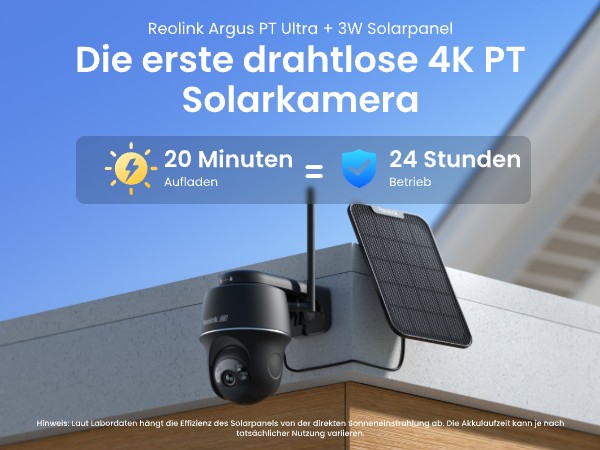 Reolink Argus PT Ultra + 3W Solarpanel
Die erste drahtlose 4K PT
Solarkamera
20 Minuten
Aufladen
=
24 Stunden
Betrieb
Hinweis: Laut Labordaten hängt die Effizienz des Solarpanels von der direkten Sonneneinstrahlung ab. Die Akkulaufzeit kann je nach
tatsächlicher Nutzung variieren.